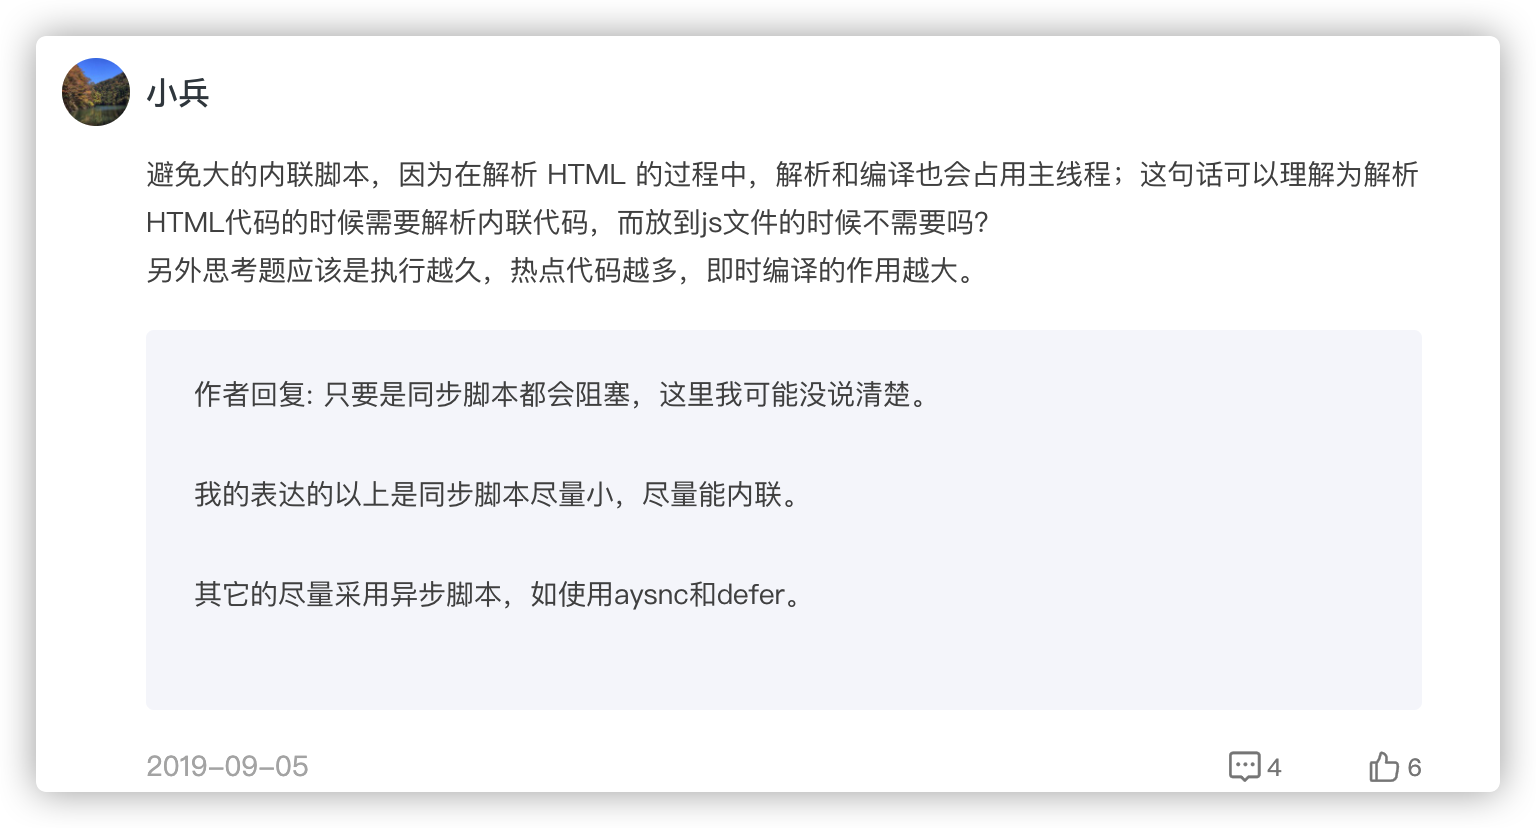 小兵
避免大的内联脚本，因为在解析 HTML 的过程中，解析和编译也会占用主线程；这句话可以理解为解析
HTML代码的时候需要解析内联代码，而放到js文件的时候不需要吗？
另外思考题应该是执行越久，热点代码越多，即时编译的作用越大。
作者回复: 只要是同步脚本都会阻塞，这里我可能没说清楚。
我的表达的以上是同步脚本尽量小，尽量能内联。
其它的尽量采用异步脚本，如使用aysnc和defer。
2019-09-05
4
6